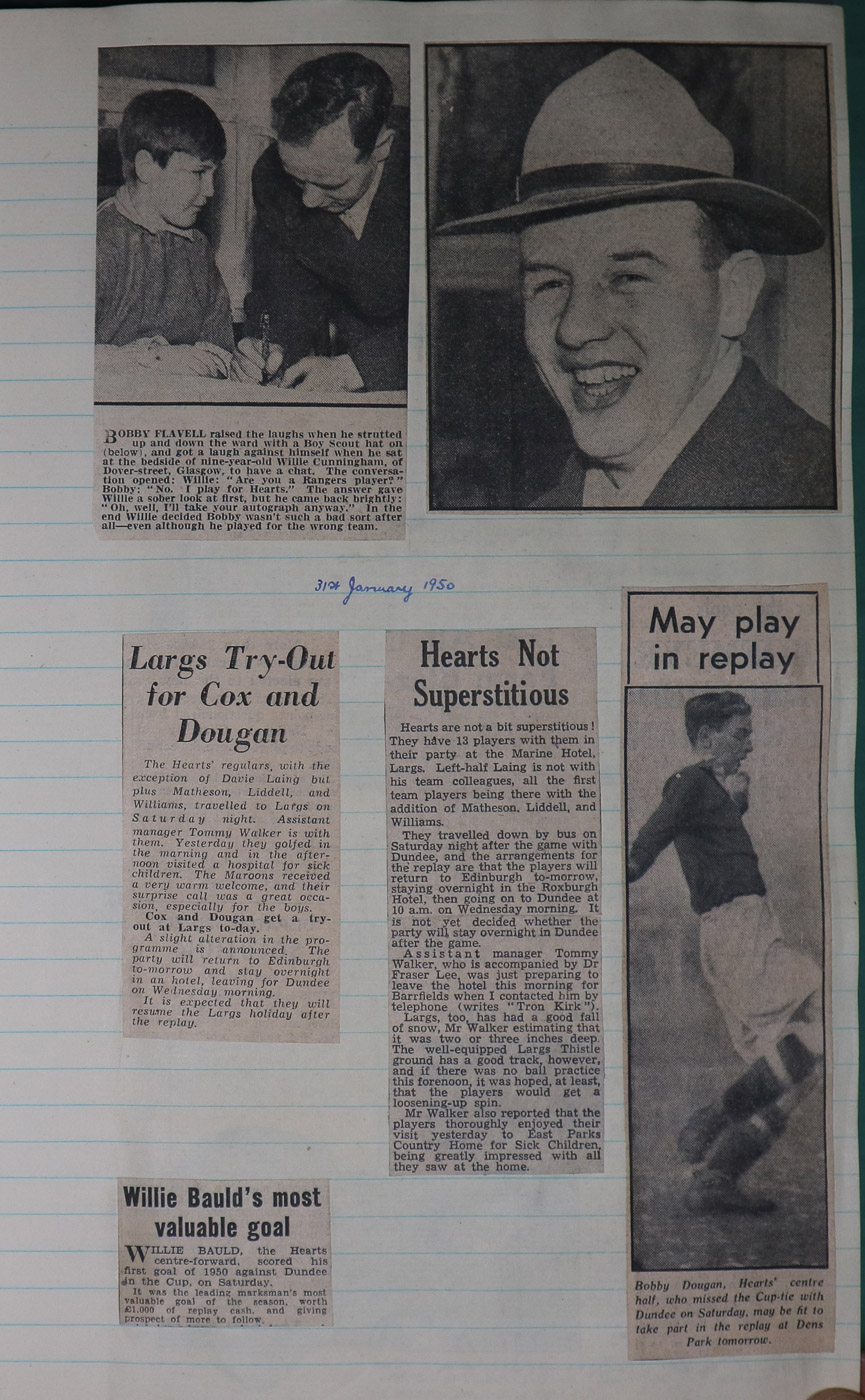 BOBBY FLAVELL raised the laughs when he strutted
up and down the ward with a Boy Scout hat on
(below), and got a laugh against himself when he sat
at the bedside of nine-year-old Willie Cunningham, of
Dover-street, Glasgow, to have a chat. The conversa-
tion opened: Willie: "Are you a Rangers player?"
Bobby: "No. I play for Hearts." The answer gave
Willie a sober look at first, but he came back brightly:
"Oh, well, I'll take your autograph anyway." In the
end Willie decided Bobby wasn't such a bad sort after
all—even although he played for the wrong team.
31st January 1950
Largs Try-Out
for Cox and
Dougan
The Hearts' regulars, with the
exception of Davie Laing but
plus Matheson, Liddell, and
Williams, travelled to Largs on
Saturday night. Assistant
manager Tommy Walker is with
them. Yesterday they golfed in
the morning and in the after-
noon visited a hospital for sick
children. The Maroons received
a very warm welcome, and their
surprise call was a great occa-
sion, especially for the boys.
Cox and Dougan get a try-
out at Largs to-day.
A slight alteration in the pro-
gramme is announced. The
party will return to Edinburgh
to-morrow and stay overnight
in an hotel, leaving for Dundee
on Wednesday morning.
It is expected that they will
resume the Largs holiday after
the replay.
Hearts Not
Superstitious
Hearts are not a bit superstitious!
They have 13 players with them in
their party at the Marine Hotel,
Largs. Left-half Laing is not with
his team colleagues, all the first
team players being there with the
addition of Matheson, Liddell, and
Williams.
They travelled down by bus on
Saturday night after the game with
Dundee, and the arrangements for
the replay are that the players will
return to Edinburgh to-morrow,
staying overnight in the Roxburgh
Hotel, then going on to Dundee at
10 a.m. on Wednesday morning. It
is not yet decided whether the
party will stay overnight in Dundee
after the game.
Assistant manager Tommy
Walker, who is accompanied by Dr
Fraser Lee, was just preparing to
leave the hotel this morning for
Barrfields when I contacted him by
telephone (writes "Tron Kirk").
Largs, too, has had a good fall
of snow, Mr Walker estimating that
it was two or three inches deep.
The well-equipped Largs Thistle
ground has a good track, however,
and if there was no ball practice
this forenoon, it was hoped, at least,
that the players would get a
loosening-up spin.
Mr Walker also reported that the
players thoroughly enjoyed their
visit yesterday to East Parks
Country Home for Sick Children,
being greatly impressed with all
they saw at the home.
May play
in replay
Bobby Dougan, Hearts' centre
half, who missed the Cup-tie with
Dundee on Saturday, may be fit to
take part in the replay at Dens
Park tomorrow.
Willie Bauld's most
valuable goal
WILLIE BAULD, the Hearts
centre-forward, scored his
first goal of 1950 against Dundee
in the Cup, on Saturday.
It was the leading marksman's most
valuable goal of the season, worth
£1,000 of replay cash, and giving
prospect of more to follow.